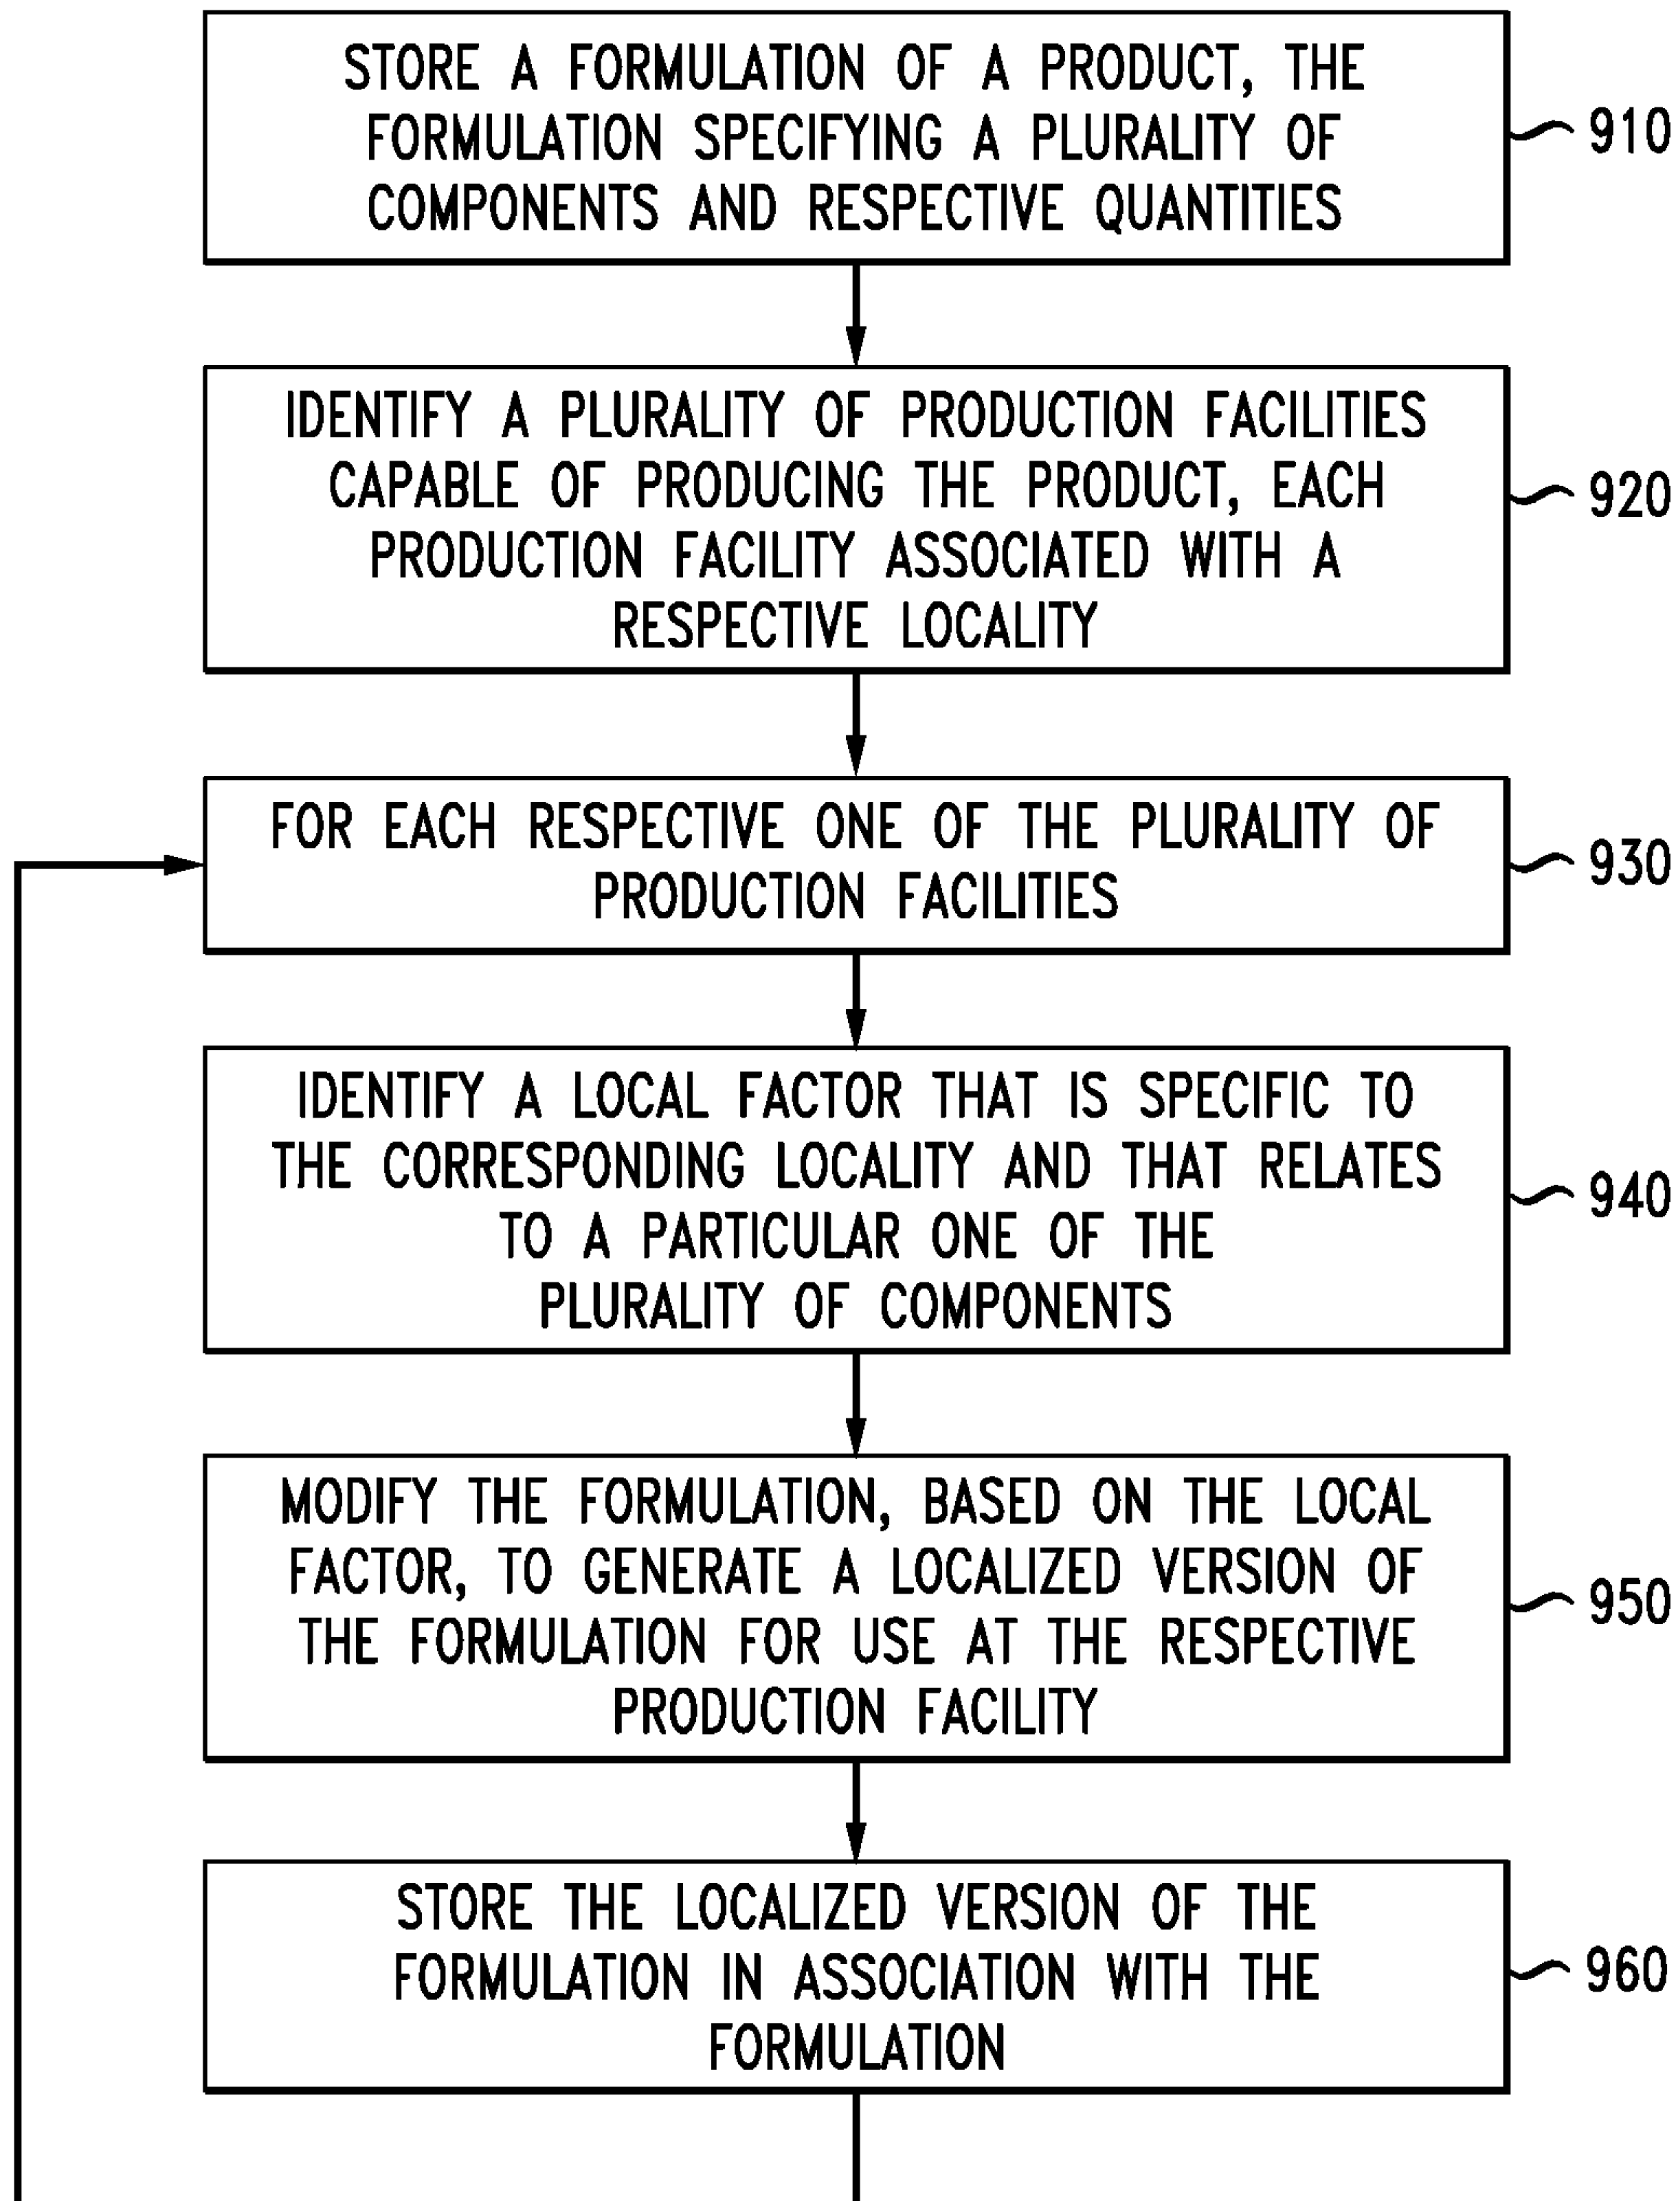 STORE A FORMULATION OF A PRODUCT, THE
FORMULATION SPECIFYING A PLURALITY OF
COMPONENTS AND RESPECTIVE QUANTITIES
910
IDENTIFY A PLURALITY OF PRODUCTION FACILITIES
CAPABLE OF PRODUCING THE PRODUCT, EACH
PRODUCTION FACILITY ASSOCIATED WITH A
RESPECTIVE LOCALITY
920
FOR EACH RESPECTIVE ONE OF THE PLURALITY OF
PRODUCTION FACILITIES
930
IDENTIFY A LOCAL FACTOR THAT IS SPECIFIC TO
THE CORRESPONDING LOCALITY AND THAT RELATES
TO A PARTICULAR ONE OF THE
PLURALITY OF COMPONENTS
940
MODIFY THE FORMULATION, BASED ON THE LOCAL
FACTOR, TO GENERATE A LOCALIZED VERSION OF
THE FORMULATION FOR USE AT THE RESPECTIVE
PRODUCTION FACILITY
950
STORE THE LOCALIZED VERSION OF THE
FORMULATION IN ASSOCIATION WITH THE
FORMULATION
960